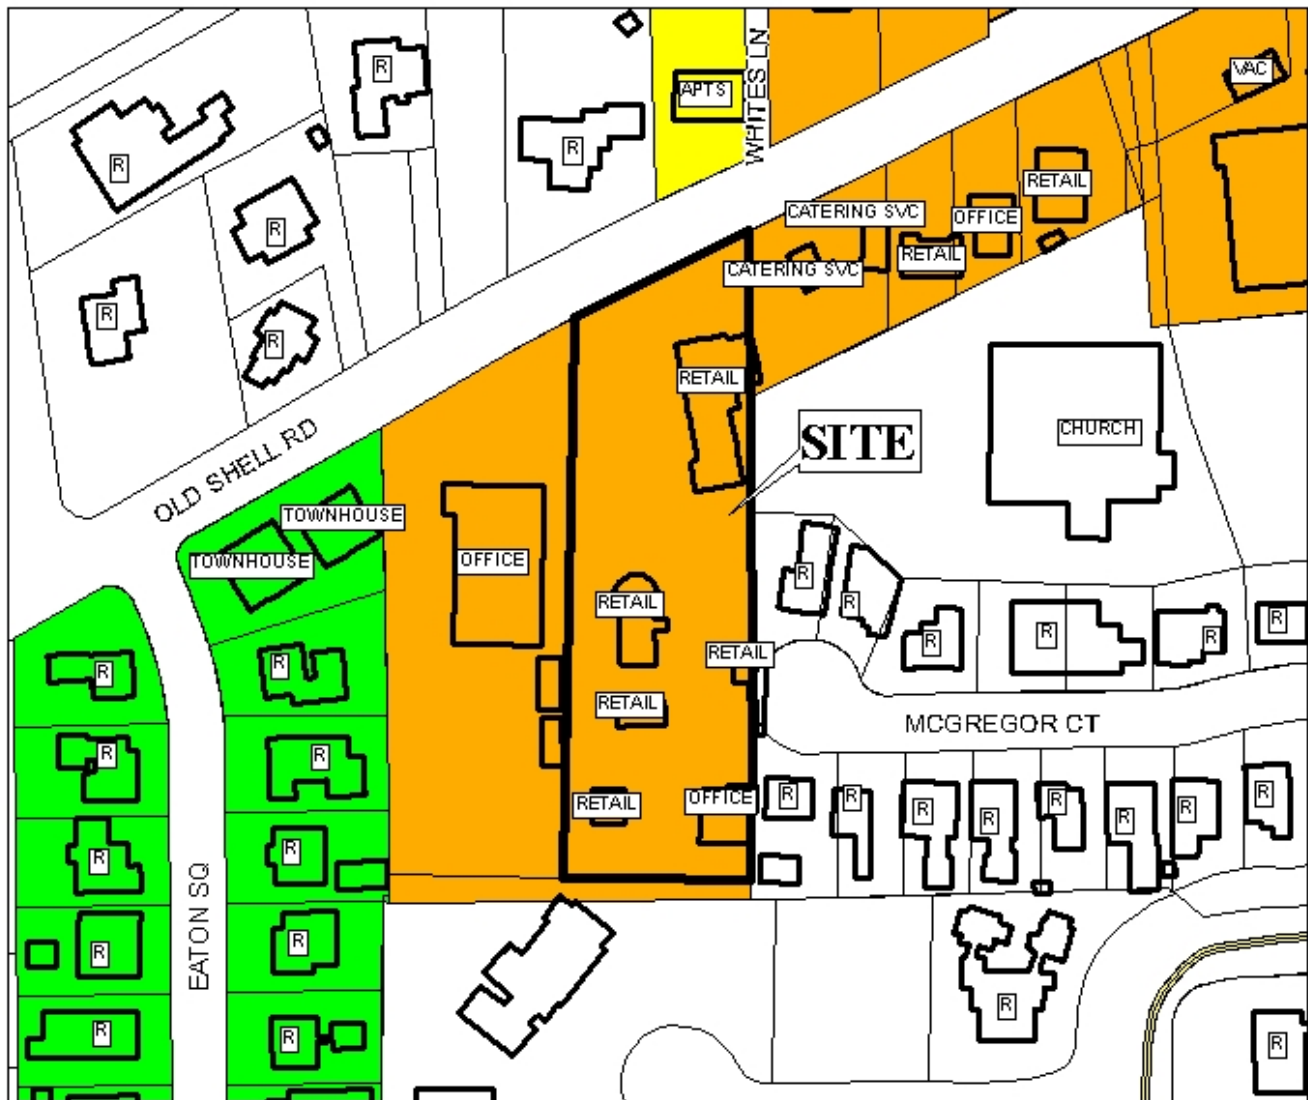 R
APTS
WHITES LN
VAC
R
R
RETAIL
R
CATERING SVC
OFFICE
R
RETAIL
CATERING SVC
R
R
RETAIL
SITE
CHURCH
OLD SHELL RD
TOWNHOUSE
TOWNHOUSE
OFFICE
R
RETAIL
R
R
R
R
R
RETAIL
R
R
RETAIL
MCGREGOR CT
R
R
R
RETAIL
OFFICE
R
R
R
R
R
R
R
R
R
R
EATON SQ
R
R
R
R
R
R